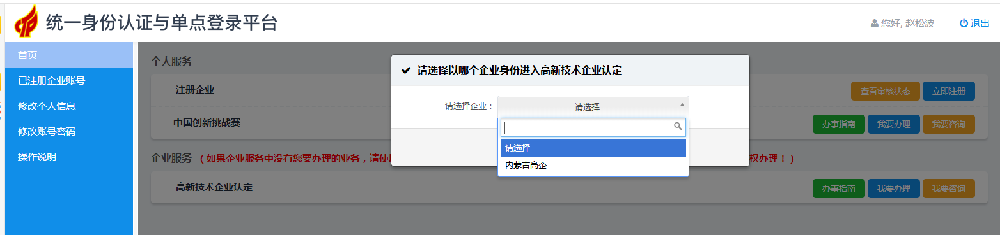 统一身份认证与单点登录平台
您好, 赵松波
退出
首页
已注册企业账号
修改个人信息
修改账号密码
操作说明
个人服务
注册企业
查看审核状态
立即注册
中国创新挑战赛
办事指南
我要办理
我要咨询
企业服务 （如果企业服务中没有您要办理的业务，请使
权办理！）
高新技术企业认定
办事指南
我要办理
我要咨询
请选择以哪个企业身份进入高新技术企业认定
请选择企业：
请选择
请选择
内蒙古高企